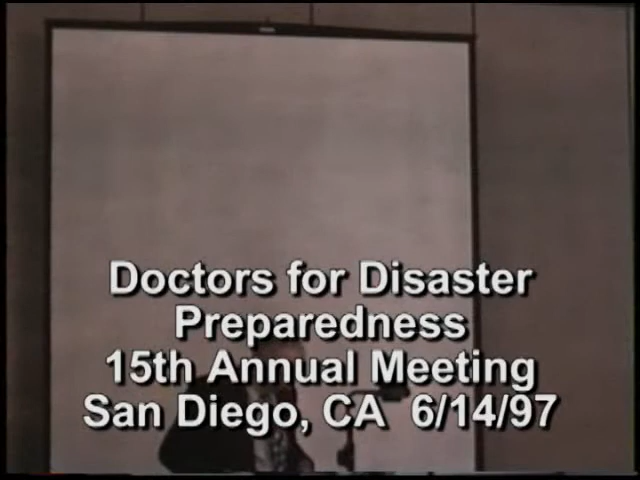 Doctors for Disaster
Preparedness
15th Annual Meeting
San Diego, CA 6/14/97